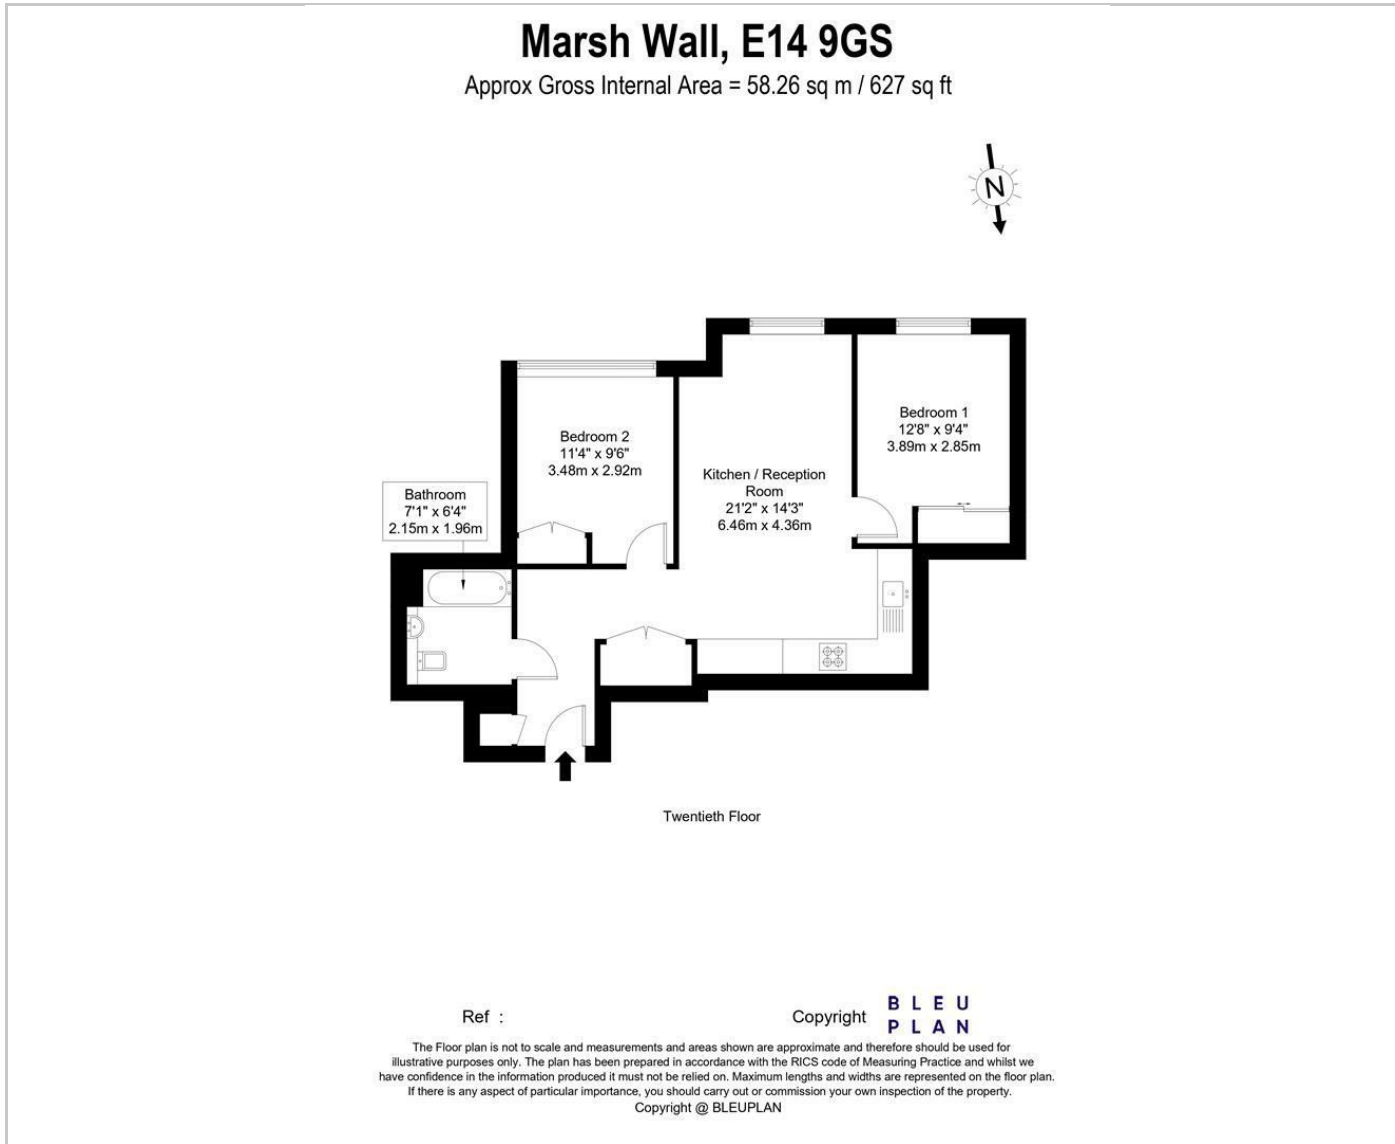 Marsh Wall, E14 9GS
Approx Gross Internal Area = 58.26 sq m / 627 sq ft
N
Bedroom 1
12'8" x 9'4"
3.89m x 2.85m
Bedroom 2
11'4" x 9'6"
3.48m x 2.92m
Kitchen / Reception
Room
21'2" x 14'3"
6.46m x 4.36m
Bathroom
7'1" x 6'4"
2.15m x 1.96m
Twentieth Floor
Ref :
Copyright
BLEU
PLAN
The Floor plan is not to scale and measurements and areas shown are approximate and therefore should be used for
illustrative purposes only. The plan has been prepared in accordance with the RICS code of Measuring Practice and whilst we
have confidence in the information produced it must not be relied on. Maximum lengths and widths are represented on the floor plan.
If there is any aspect of particular importance, you should carry out or commission your own inspection of the property.
Copyright @ BLEUPLAN